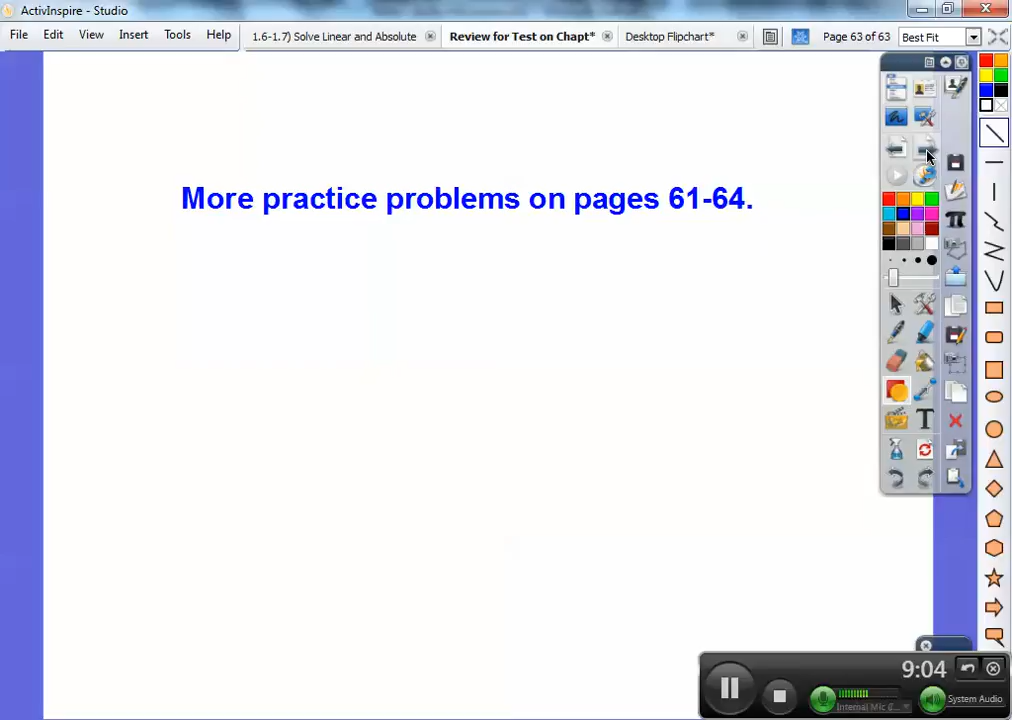 ActivInspire - Studio
File Edit View Insert Tools Help
1.6-1.7) Solve Linear and Absolute
Review for Test on Chapt*
Desktop Flipchart*
Page 63 of 63
Best Fit
More practice problems on pages 61-64.
T
9:04
Internal Mic (I...
System Audio